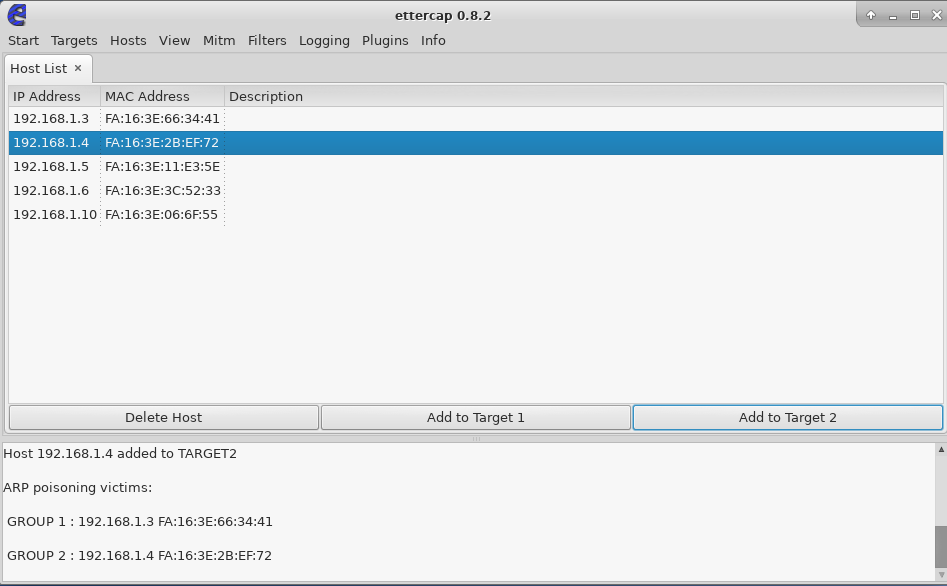 ettercap 0.8.2
Start Targets Hosts View Mitm Filters Logging Plugins Info
Host List ×
IP Address MAC Address Description
192.168.1.3 FA:16:3E:66:34:41
192.168.1.4 FA:16:3E:2B:EF:72
192.168.1.5 FA:16:3E:11:E3:5E
192.168.1.6 FA:16:3E:3C:52:33
192.168.1.10 FA:16:3E:06:6F:55
Delete Host Add to Target 1 Add to Target 2
Host 192.168.1.4 added to TARGET2
ARP poisoning victims:
GROUP 1 : 192.168.1.3 FA:16:3E:66:34:41
GROUP 2 : 192.168.1.4 FA:16:3E:2B:EF:72